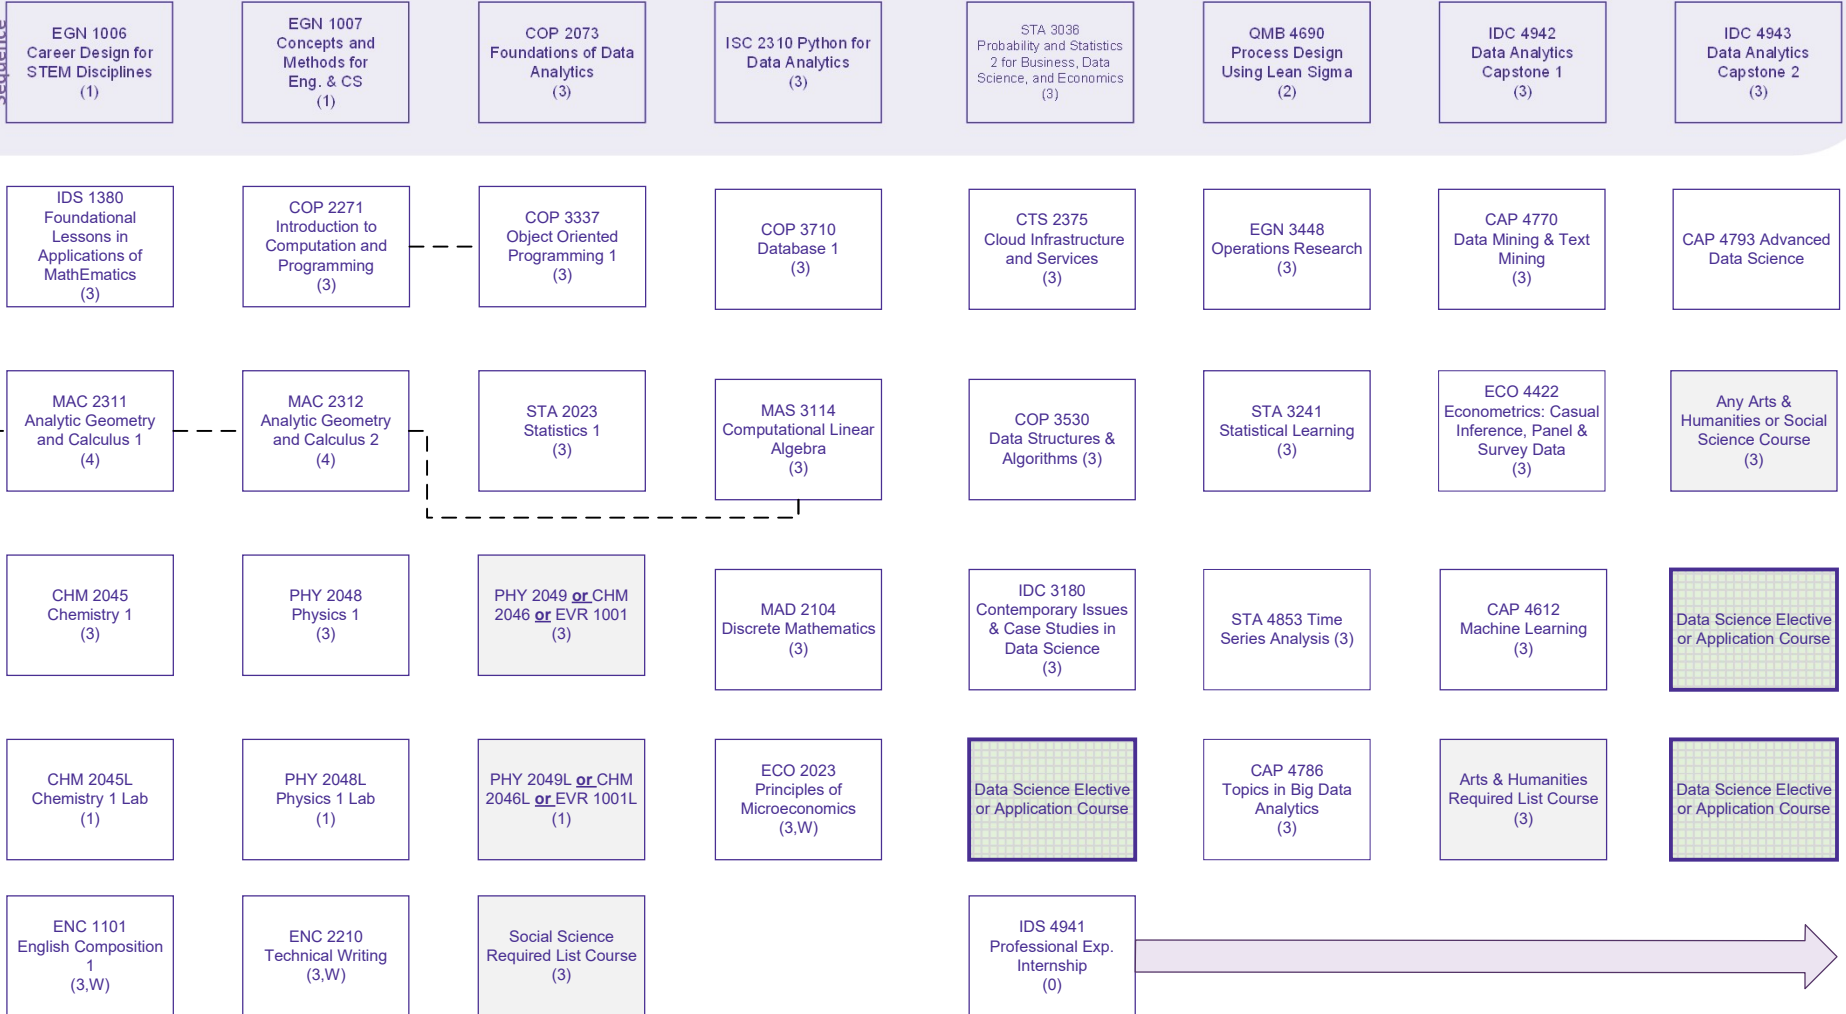 Sequence
EGN 1006
Career Design for
STEM Disciplines
(1)
EGN 1007
Concepts and
Methods for
Eng. & CS
(1)
COP 2073
Foundations of Data
Analytics
(3)
ISC 2310 Python for
Data Analytics
(3)
STA 3036
Probability and Statistics
2 for Business, Data
Science, and Economics
(3)
QMB 4690
Process Design
Using Lean Sigma
(2)
IDC 4942
Data Analytics
Capstone 1
(3)
IDC 4943
Data Analytics
Capstone 2
(3)
IDS 1380
Foundational
Lessons in
Applications of
MathEmatics
(3)
COP 2271
Introduction to
Computation and
Programming
(3)
COP 3337
Object Oriented
Programming 1
(3)
COP 3710
Database 1
(3)
CTS 2375
Cloud Infrastructure
and Services
(3)
EGN 3448
Operations Research
(3)
CAP 4770
Data Mining & Text
Mining
(3)
CAP 4793 Advanced
Data Science
MAC 2311
Analytic Geometry
and Calculus 1
(4)
MAC 2312
Analytic Geometry
and Calculus 2
(4)
STA 2023
Statistics 1
(3)
MAS 3114
Computational Linear
Algebra
(3)
COP 3530
Data Structures &
Algorithms (3)
STA 3241
Statistical Learning
(3)
ECO 4422
Econometrics: Casual
Inference, Panel &
Survey Data
(3)
Any Arts &
Humanities or Social
Science Course
(3)
CHM 2045
Chemistry 1
(3)
PHY 2048
Physics 1
(3)
PHY 2049 or CHM
2046 or EVR 1001
(3)
MAD 2104
Discrete Mathematics
(3)
IDC 3180
Contemporary Issues
& Case Studies in
Data Science
(3)
STA 4853 Time
Series Analysis (3)
CAP 4612
Machine Learning
(3)
Data Science Elective
or Application Course
CHM 2045L
Chemistry 1 Lab
(1)
PHY 2048L
Physics 1 Lab
(1)
PHY 2049L or CHM
2046L or EVR 1001L
(1)
ECO 2023
Principles of
Microeconomics
(3,W)
Data Science Elective
or Application Course
CAP 4786
Topics in Big Data
Analytics
(3)
Arts & Humanities
Required List Course
(3)
Data Science Elective
or Application Course
ENC 1101
English Composition
1
(3,W)
ENC 2210
Technical Writing
(3,W)
Social Science
Required List Course
(3)
IDS 4941
Professional Exp.
Internship
(0)